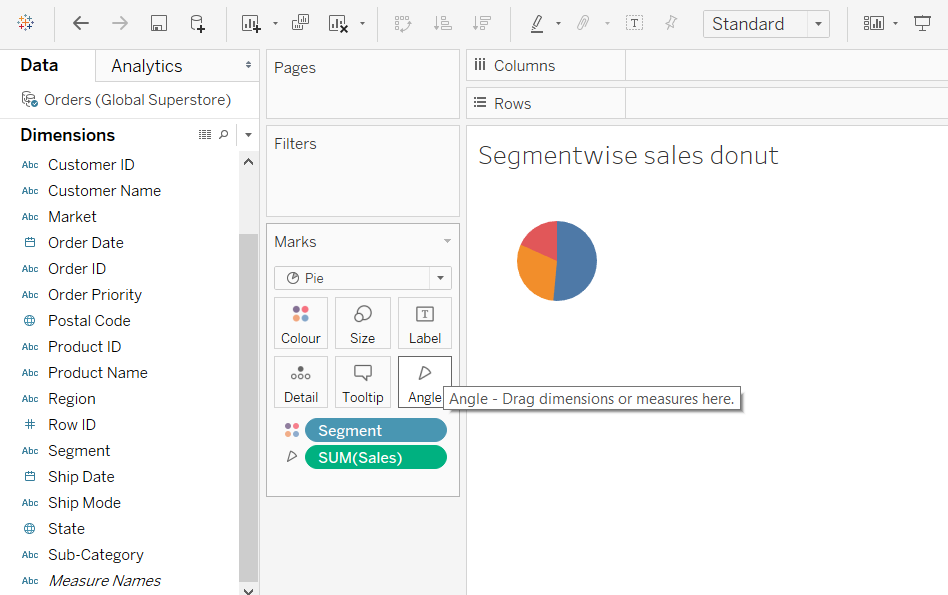 Standard
Data
Analytics
Orders (Global Superstore)
Dimensions
Abc Customer ID
Abc Customer Name
Abc Market
Order Date
Abc Order ID
Abc Order Priority
Postal Code
Abc Product ID
Abc Product Name
Abc Region
# Row ID
Abc Segment
Ship Date
Abc Ship Mode
State
Abc Sub-Category
Abc Measure Names
Pages
Filters
Marks
Pie
Colour Size Label
Detail Tooltip Angle
Segment
SUM(Sales)
Columns
Rows
Segmentwise sales donut
Angle - Drag dimensions or measures here.